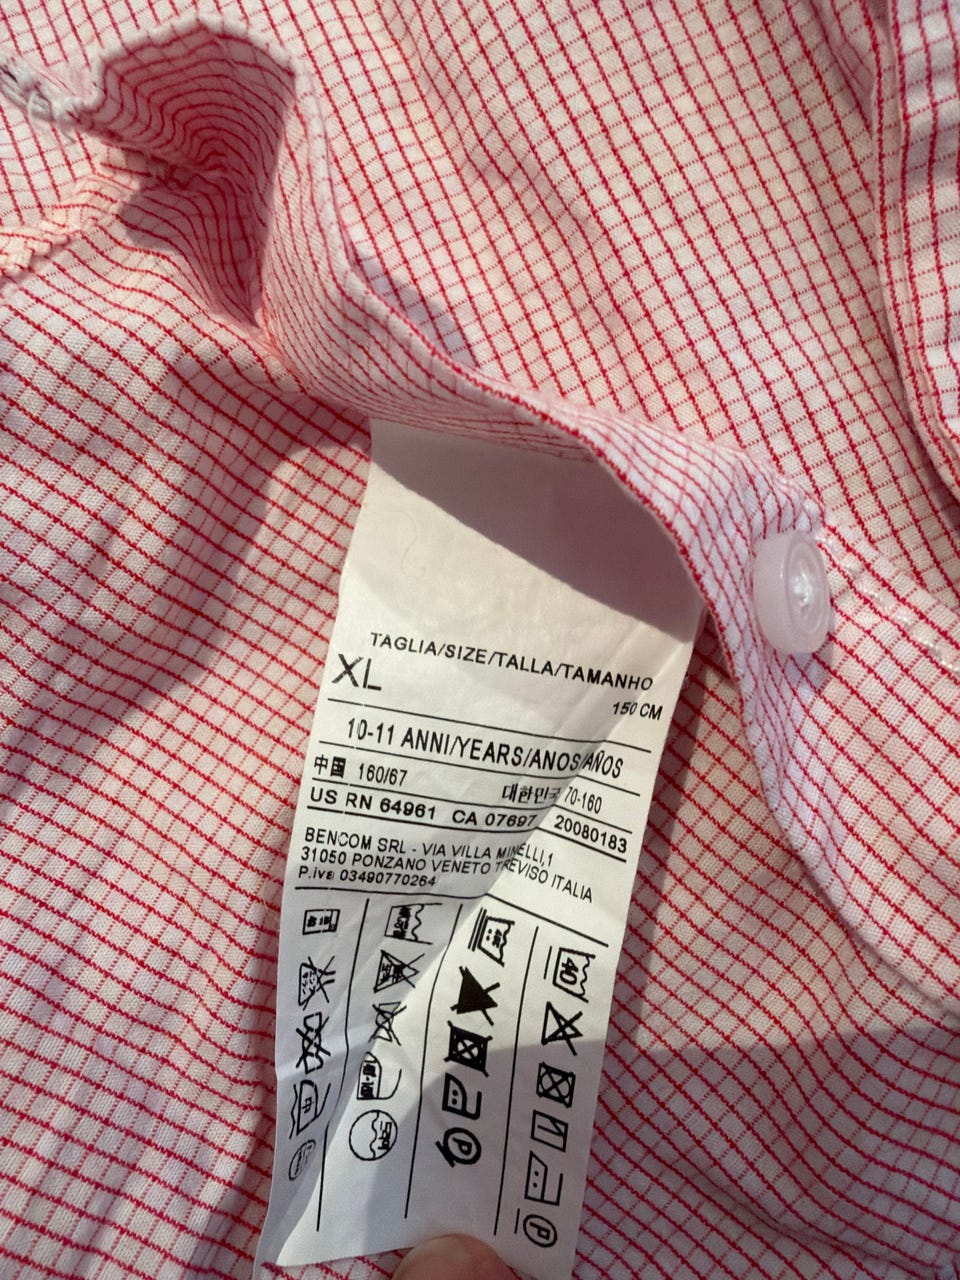 TAGLIA/SIZE/TALLA/TAMANHO
XL
150 CM
10-11 ANNI/YEARS/ANOS/AÑOS
中国 160/67 대한민국 70-160
US RN 64961 CA 07697 20080183
BENCOM SRL - VIA VILLA MINELLI,1
31050 PONZANO VENETO TREVISO ITALIA
P.iva 03490770264
40
P
P